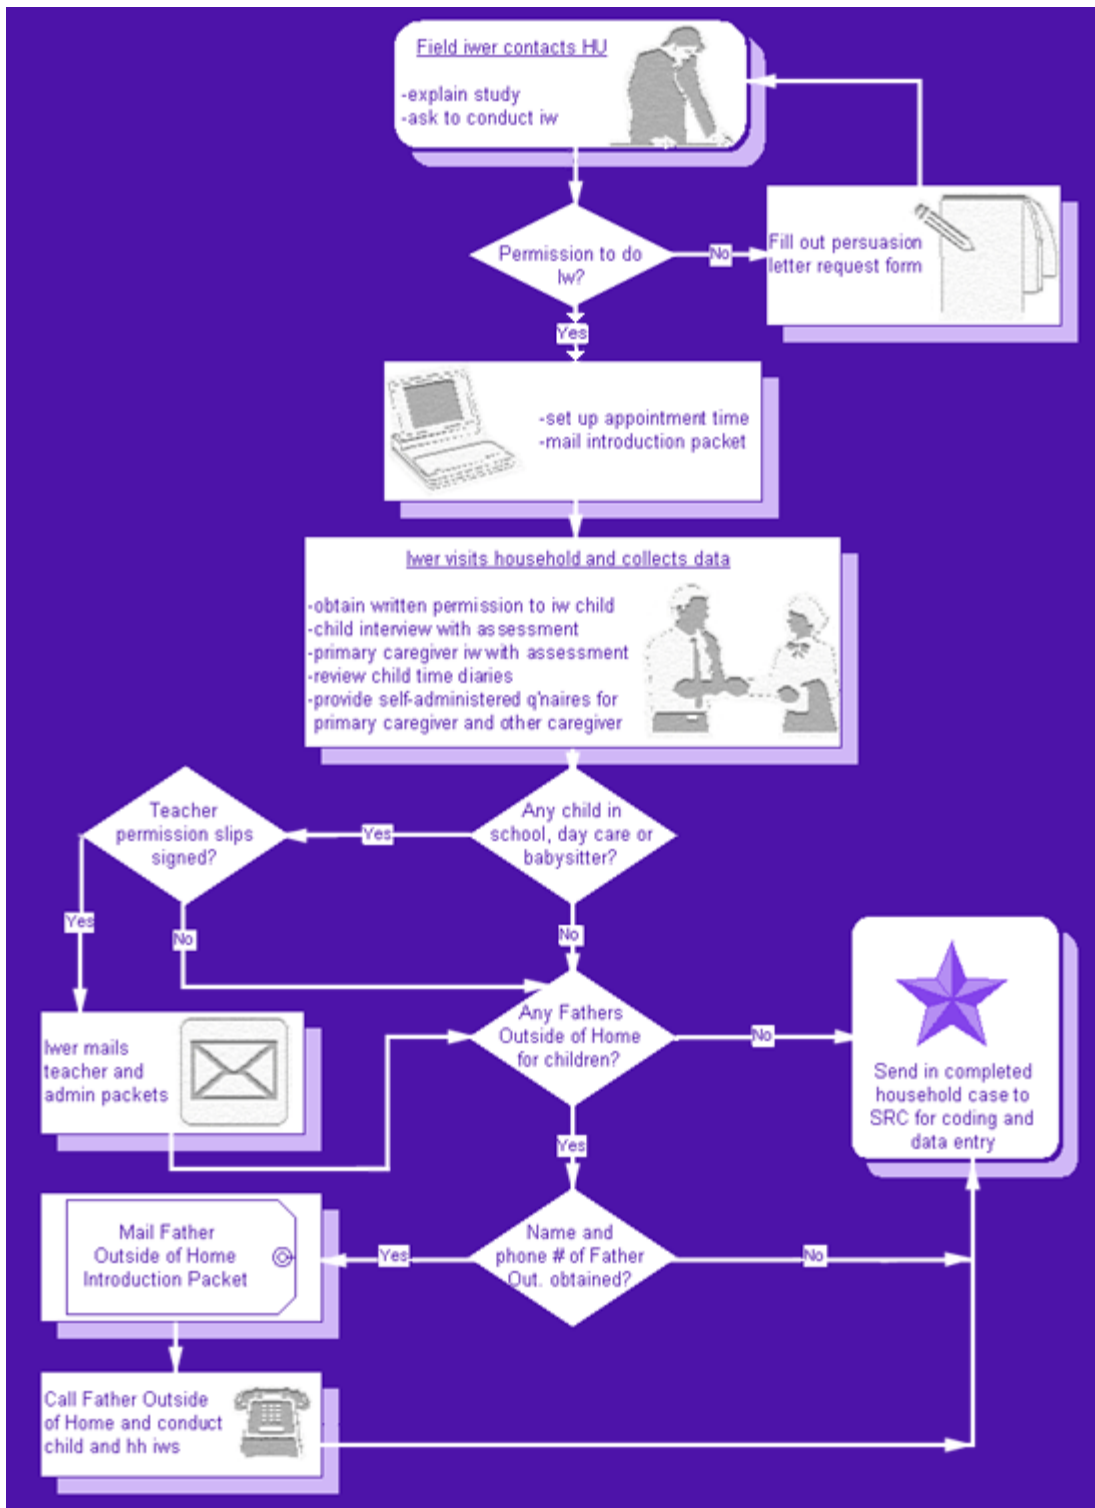 Field iwer contacts HU
-explain study
-ask to conduct iw
Permission to do
Iw?
No
Fill out persuasion
letter request form
Yes
-set up appointment time
-mail introduction packet
Iwer visits household and collects data
-obtain written permission to iw child
-child interview with assessment
-primary caregiver iw with assessment
-review child time diaries
-provide self-administered q'naires for
primary caregiver and other caregiver
Any child in
school, day care or
babysitter?
Yes
Teacher
permission slips
signed?
Yes
No
No
Iwer mails
teacher and
admin packets
Any Fathers
Outside of Home
for children?
No
Send in completed
household case to
SRC for coding and
data entry
Yes
Name and
phone # of Father
Out. obtained?
Yes
No
Mail Father
Outside of Home
Introduction Packet
Call Father Outside
of Home and conduct
child and hh iws